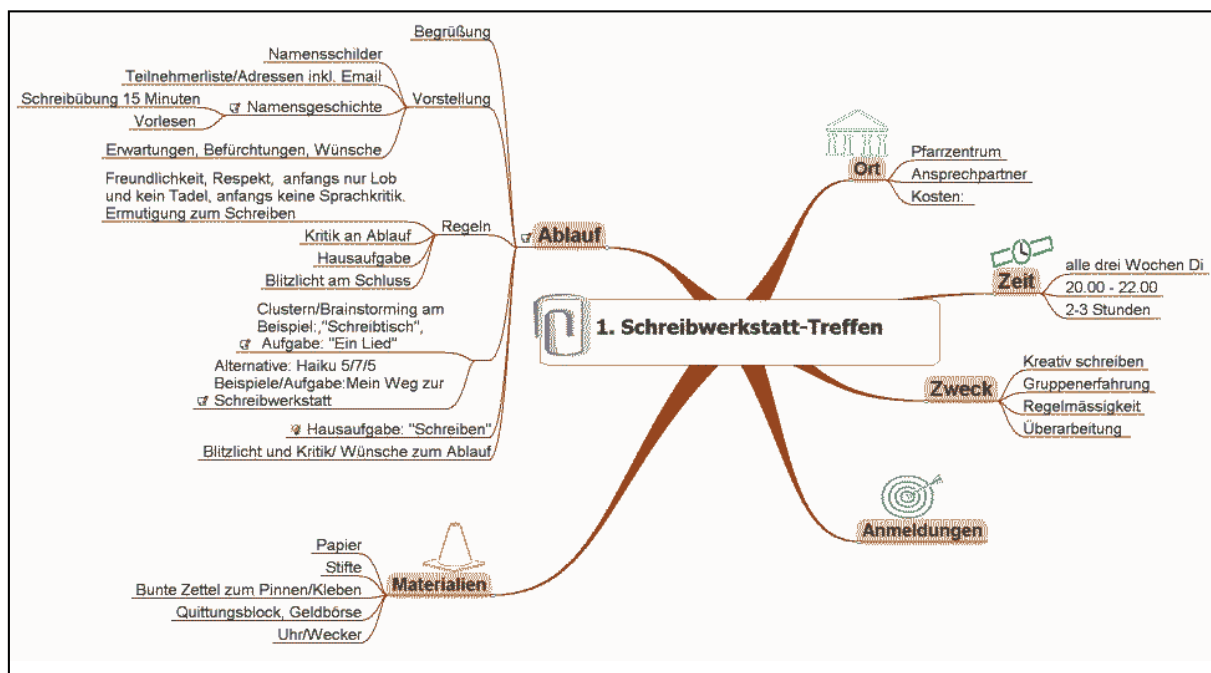 1. Schreibwerkstatt-Treffen
Ort
Pfarrzentrum
Ansprechpartner
Kosten:
Zeit
alle drei Wochen Di
20.00 - 22.00
2-3 Stunden
Zweck
Kreativ schreiben
Gruppenerfahrung
Regelmässigkeit
Überarbeitung
Anmeldungen
Materialien
Papier
Stifte
Bunte Zettel zum Pinnen/Kleben
Quittungsblock, Geldbörse
Uhr/Wecker
Ablauf
Begrüßung
Vorstellung
Namensschilder
Teilnehmerliste/Adressen inkl. Email
Namensgeschichte
Schreibübung 15 Minuten
Vorlesen
Erwartungen, Befürchtungen, Wünsche
Regeln
Freundlichkeit, Respekt, anfangs nur Lob
und kein Tadel, anfangs keine Sprachkritik.
Ermutigung zum Schreiben
Kritik an Ablauf
Hausaufgabe
Blitzlicht am Schluss
Clustern/Brainstorming am
Beispiel:,"Schreibtisch",
Aufgabe: "Ein Lied"
Alternative: Haiku 5/7/5
Beispiele/Aufgabe:Mein Weg zur
Schreibwerkstatt
Hausaufgabe: "Schreiben"
Blitzlicht und Kritik/ Wünsche zum Ablauf